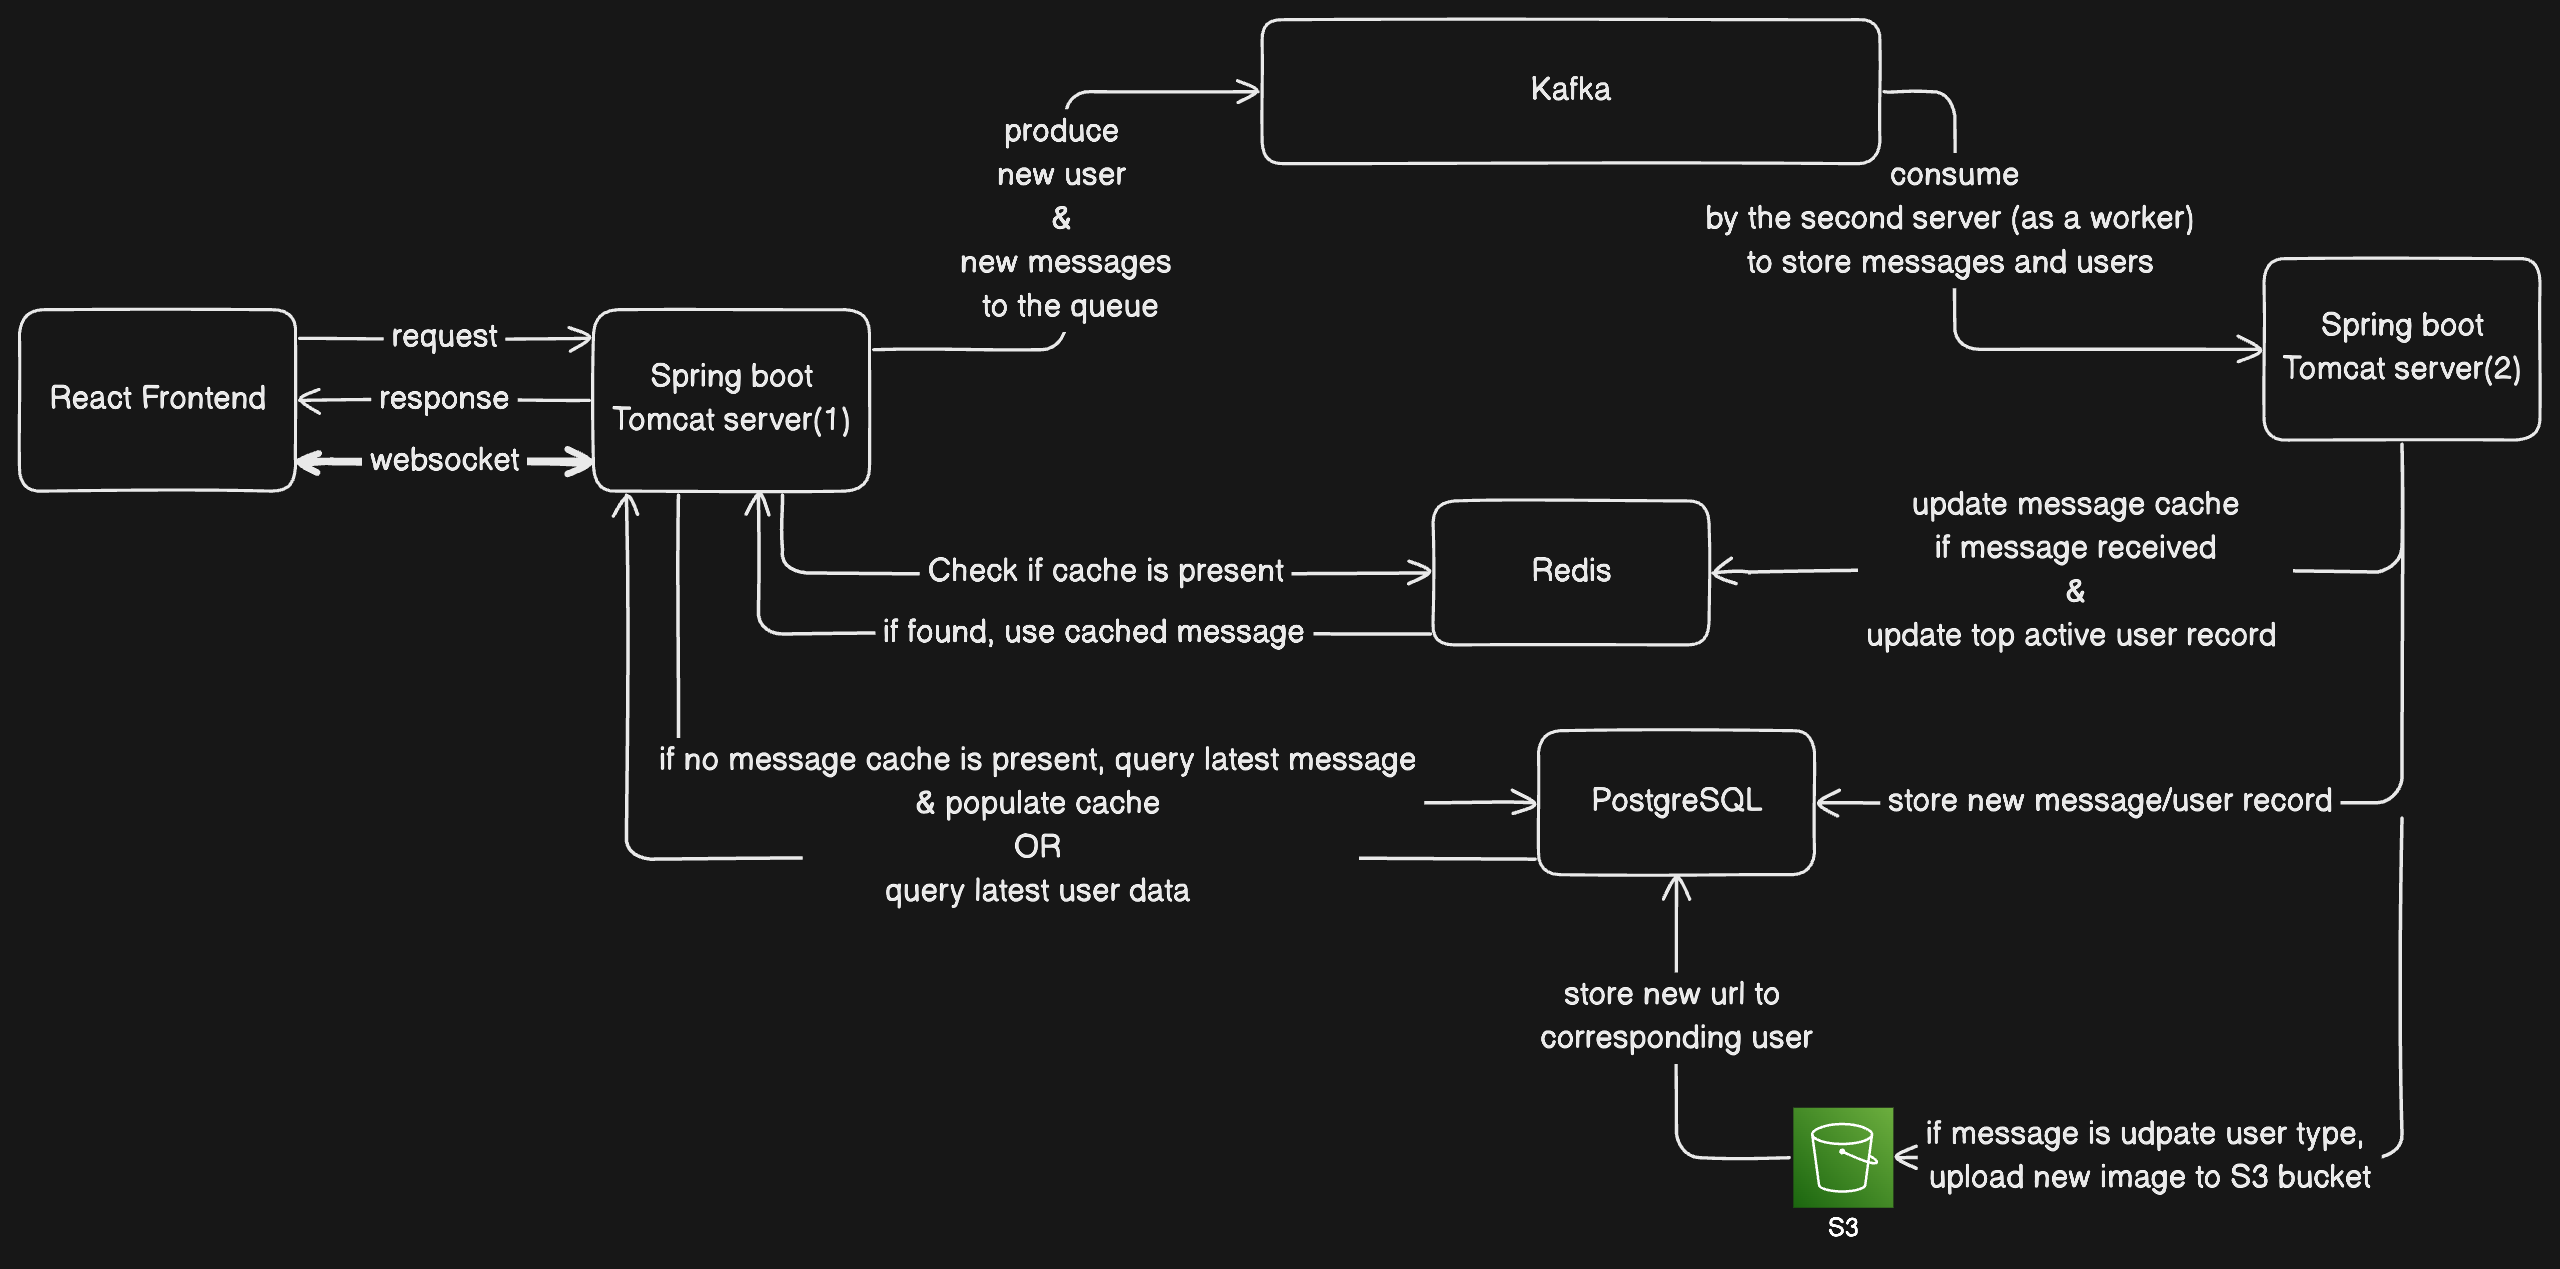 Kafka
produce
new user
&
new messages
to the queue
consume
by the second server (as a worker)
to store messages and users
React Frontend
request
response
websocket
Spring boot
Tomcat server(1)
Spring boot
Tomcat server(2)
Check if cache is present
if found, use cached message
Redis
update message cache
if message received
&
update top active user record
if no message cache is present, query latest message
& populate cache
OR
query latest user data
PostgreSQL
store new message/user record
store new url to
corresponding user
if message is udpate user type,
upload new image to S3 bucket
S3